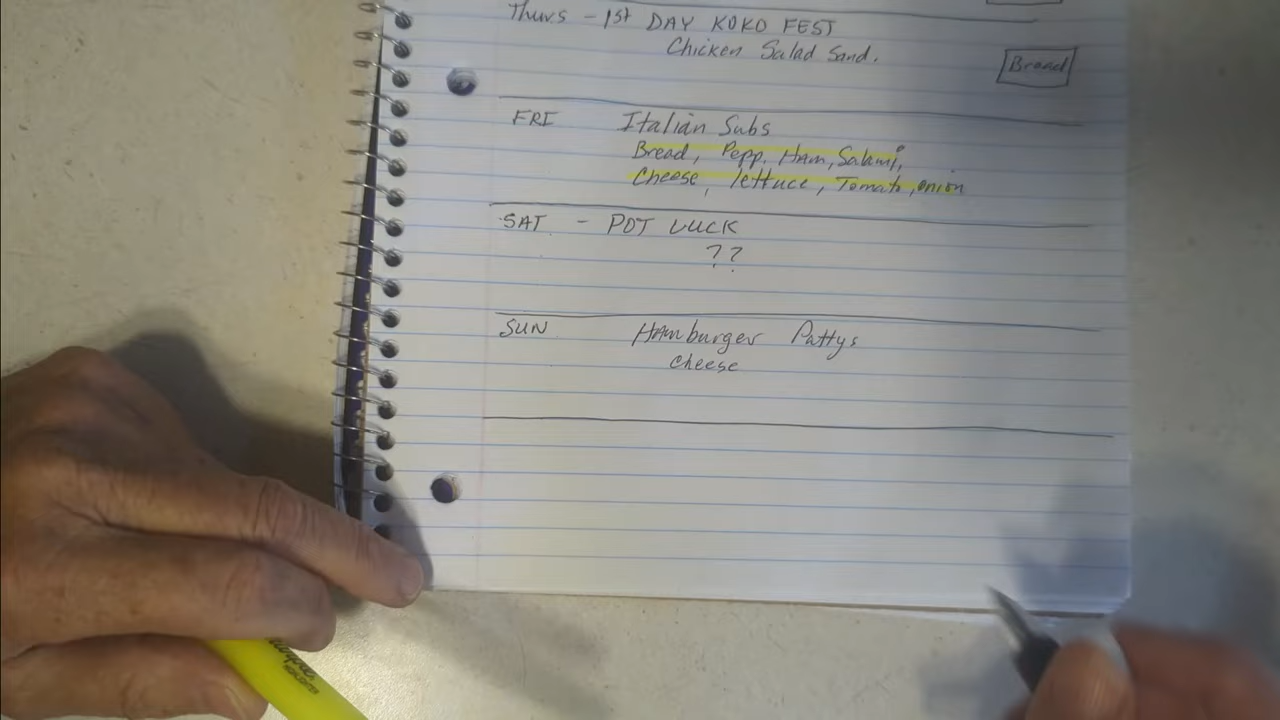 Thurs - 1st DAY KOKO FEST
Chicken Salad Sand.
Bread
FRI Italian Subs
Bread, Pepp. Ham, Salami,
Cheese, lettuce, Tomato, onion
SAT - POT LUCK
??
SUN Hamburger Pattys
cheese
HIGHLIGHTER